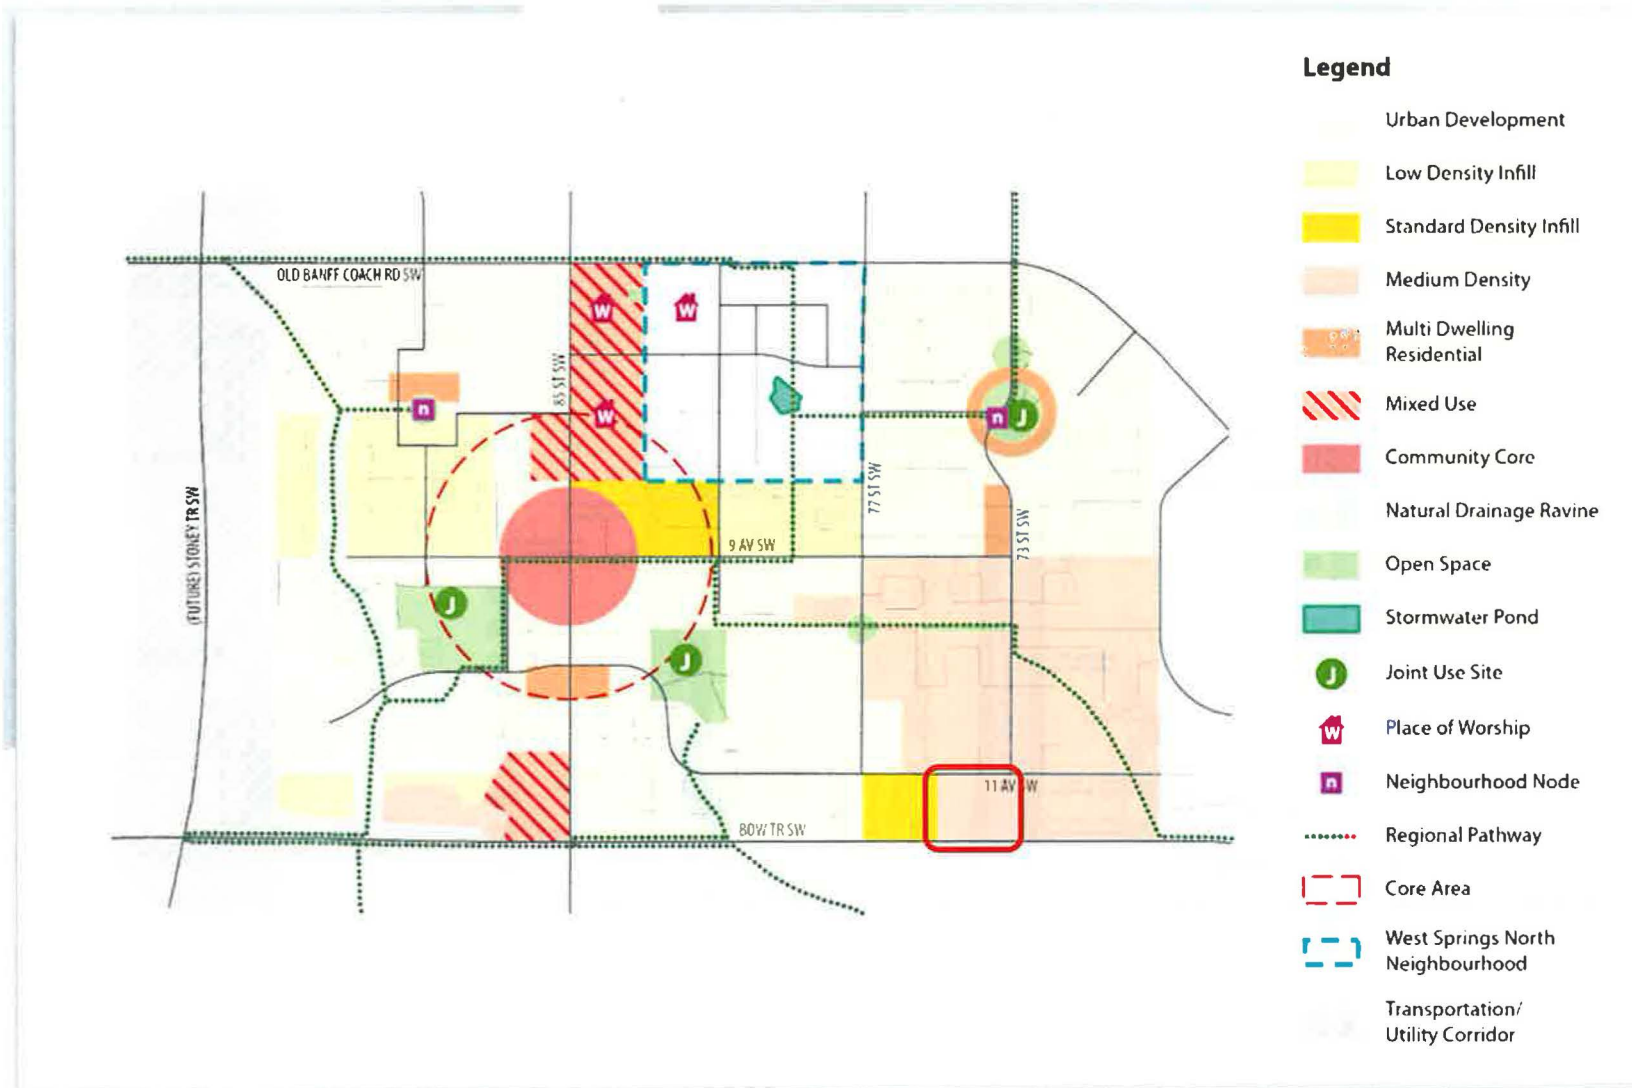 Legend
Urban Development
Low Density Infill
Standard Density Infill
Medium Density
Multi Dwelling
Residential
Mixed Use
Community Core
Natural Drainage Ravine
Open Space
Stormwater Pond
J
Joint Use Site
W
Place of Worship
n
Neighbourhood Node
Regional Pathway
Core Area
West Springs North
Neighbourhood
Transportation/
Utility Corridor
OLD BANFF COACH RD SW
W
W
85 ST SW
W
n
n
J
77 ST SW
(FUTURE) STONEY TR SW
9 AV SW
73 ST SW
J
J
11 AV SW
BOW TR SW